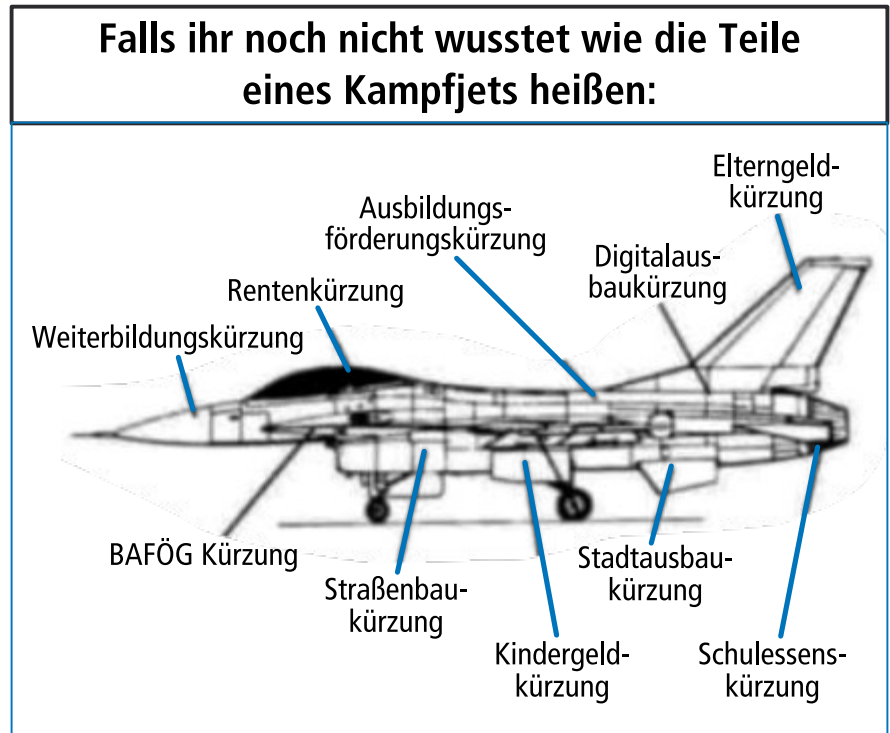 Falls ihr noch nicht wusstet wie die Teile
eines Kampfjets heißen:
Elterngeld-
kürzung
Ausbildungs-
förderungskürzung
Digitalaus-
baukürzung
Rentenkürzung
Weiterbildungskürzung
BAFÖG Kürzung
Straßenbau-
kürzung
Kindergeld-
kürzung
Stadtausbau-
kürzung
Schulessens-
kürzung